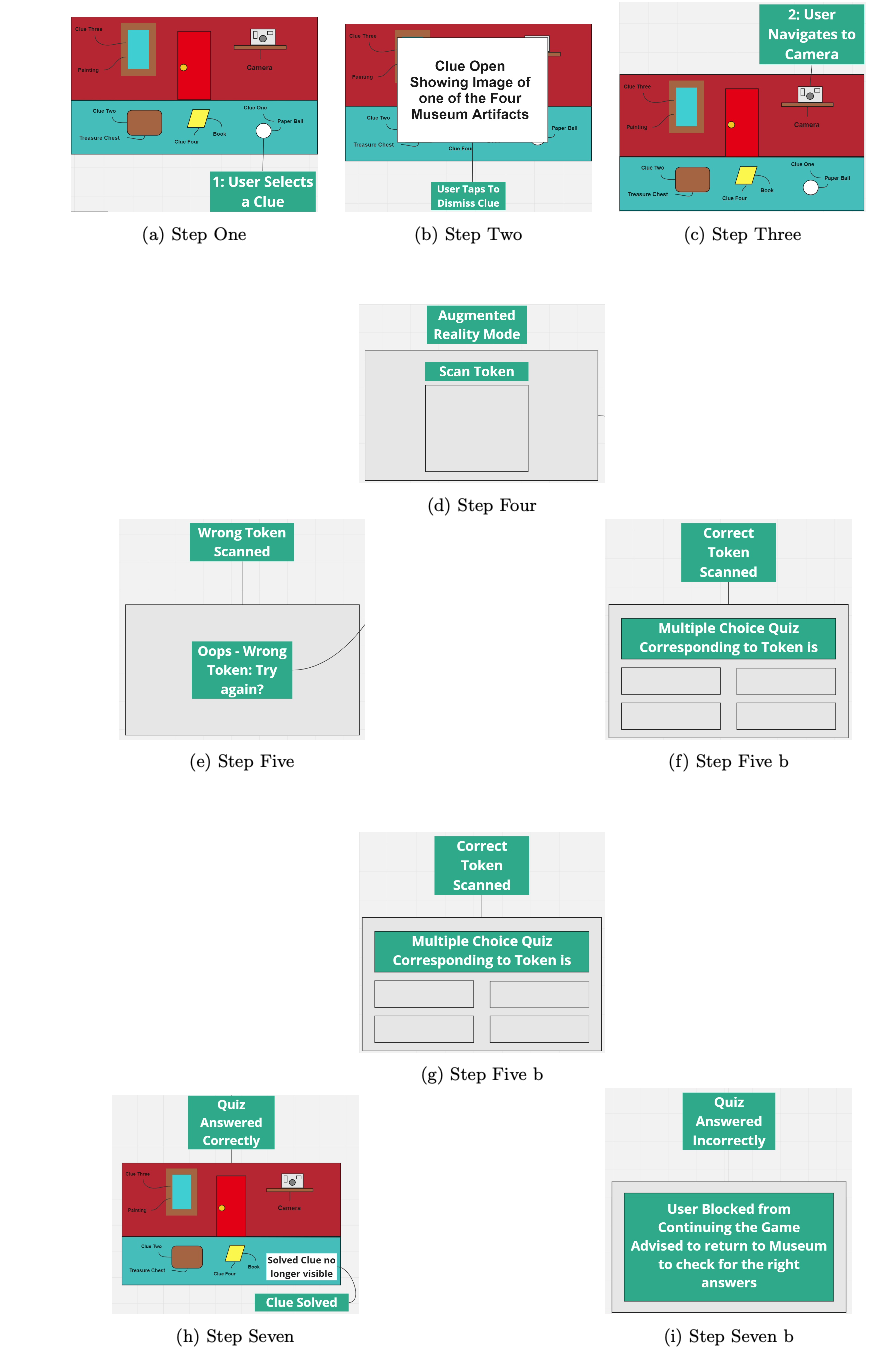 Clue Three
Painting
Camera
Clue Two
Treasure Chest
Clue Four
Book
Clue One
Paper Ball
1: User Selects
a Clue
(a) Step One
Clue Three
Painting
Clue Open
Showing Image of
one of the Four
Museum Artifacts
Clue Two
Treasure Chest
Clue Four
Paper Ball
User Taps To
Dismiss Clue
(b) Step Two
2: User
Navigates to
Camera
Clue Three
Painting
Camera
Clue Two
Treasure Chest
Clue Four
Book
Clue One
Paper Ball
(c) Step Three
Augmented
Reality Mode
Scan Token
(d) Step Four
Wrong Token
Scanned
Oops - Wrong
Token: Try
again?
(e) Step Five
Correct
Token
Scanned
Multiple Choice Quiz
Corresponding to Token is
(f) Step Five b
Correct
Token
Scanned
Multiple Choice Quiz
Corresponding to Token is
(g) Step Five b
Quiz
Answered
Correctly
Clue Three
Painting
Camera
Clue Two
Treasure Chest
Clue Four
Book
Solved Clue no
longer visible
Clue Solved
(h) Step Seven
Quiz
Answered
Incorrectly
User Blocked from
Continuing the Game
Advised to return to Museum
to check for the right
answers
(i) Step Seven b